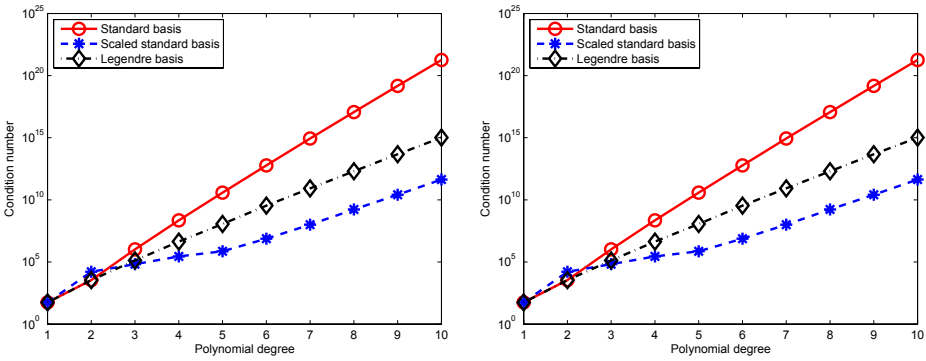 10^25
10^20
10^15
10^10
10^5
10^0
Condition number
Standard basis
Scaled standard basis
Legendre basis
1 2 3 4 5 6 7 8 9 10
Polynomial degree
10^25
10^20
10^15
10^10
10^5
10^0
Condition number
Standard basis
Scaled standard basis
Legendre basis
1 2 3 4 5 6 7 8 9 10
Polynomial degree